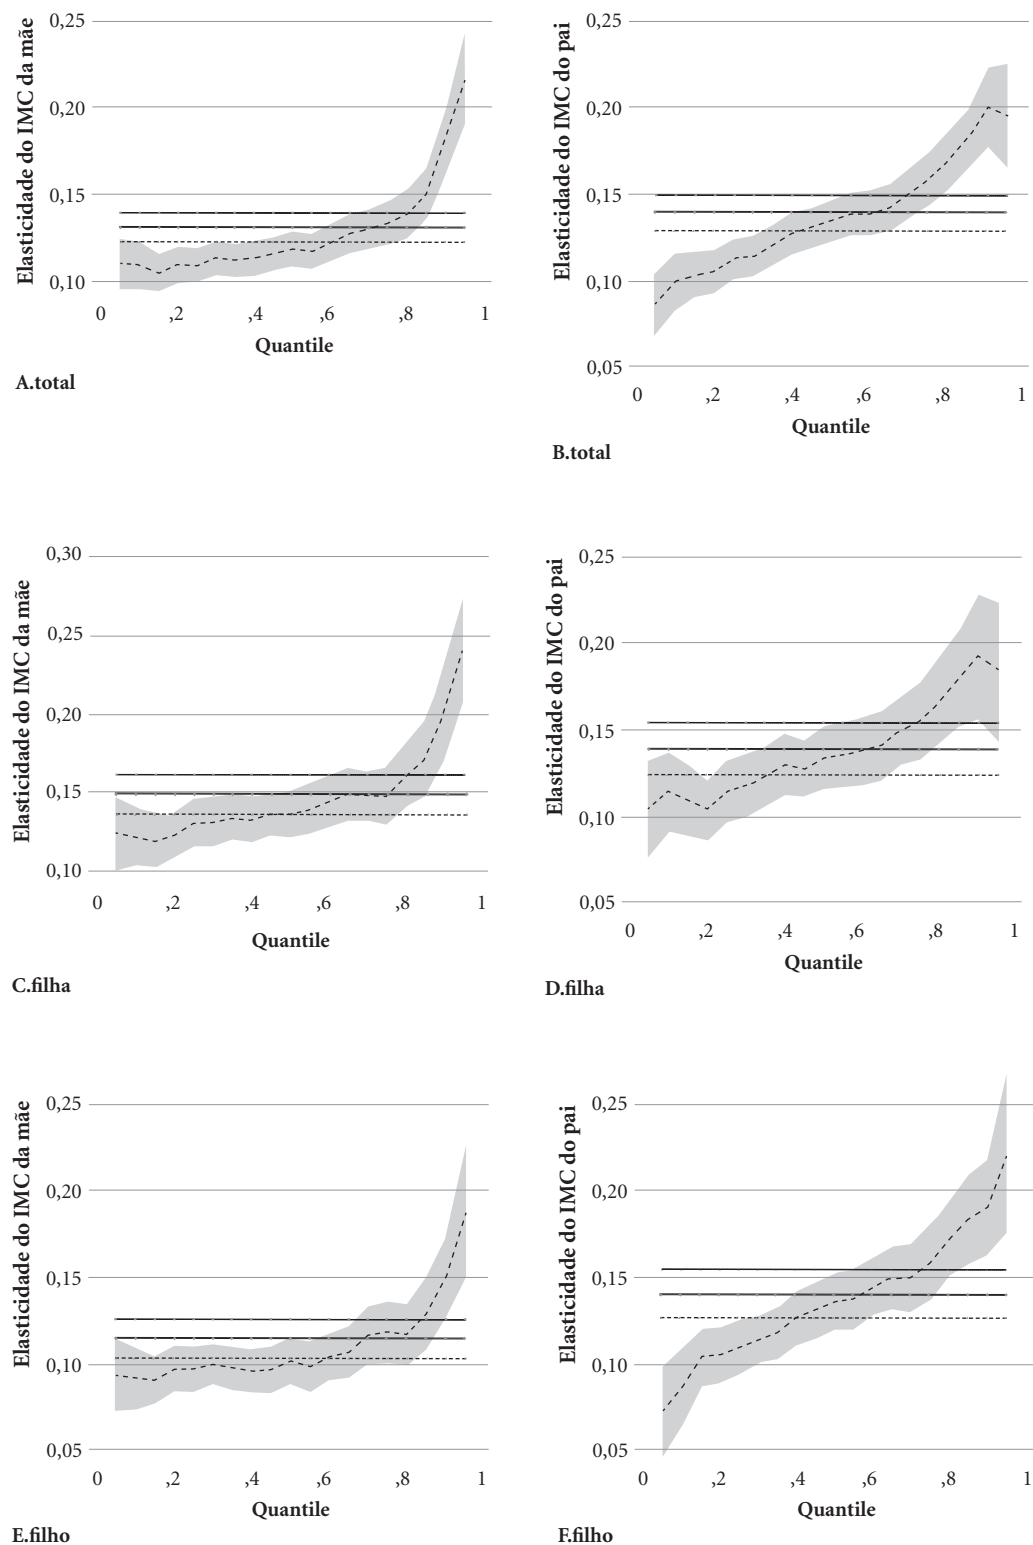 Elasticidade do IMC da mãe
0,25
0,20
0,15
0,10
0 ,2 ,4 ,6 ,8 1
Quantile
A.total
Elasticidade do IMC do pai
0,25
0,20
0,15
0,10
0,05
0 ,2 ,4 ,6 ,8 1
Quantile
B.total
Elasticidade do IMC da mãe
0,30
0,25
0,20
0,15
0,10
0 ,2 ,4 ,6 ,8 1
Quantile
C.filha
Elasticidade do IMC do pai
0,25
0,20
0,15
0,10
0,05
0 ,2 ,4 ,6 ,8 1
Quantile
D.filha
Elasticidade do IMC da mãe
0,25
0,20
0,15
0,10
0,05
0 ,2 ,4 ,6 ,8 1
Quantile
E.filho
Elasticidade do IMC do pai
0,25
0,20
0,15
0,10
0,05
0 ,2 ,4 ,6 ,8 1
Quantile
F.filho